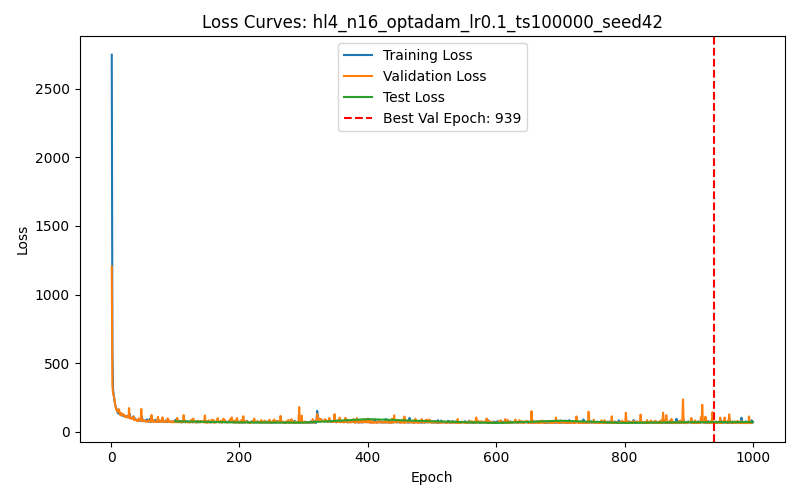 Loss Curves: hl4_n16_optadam_lr0.1_ts100000_seed42
Training Loss
Validation Loss
Test Loss
Best Val Epoch: 939
Loss
2500
2000
1500
1000
500
0
0 200 400 600 800 1000
Epoch